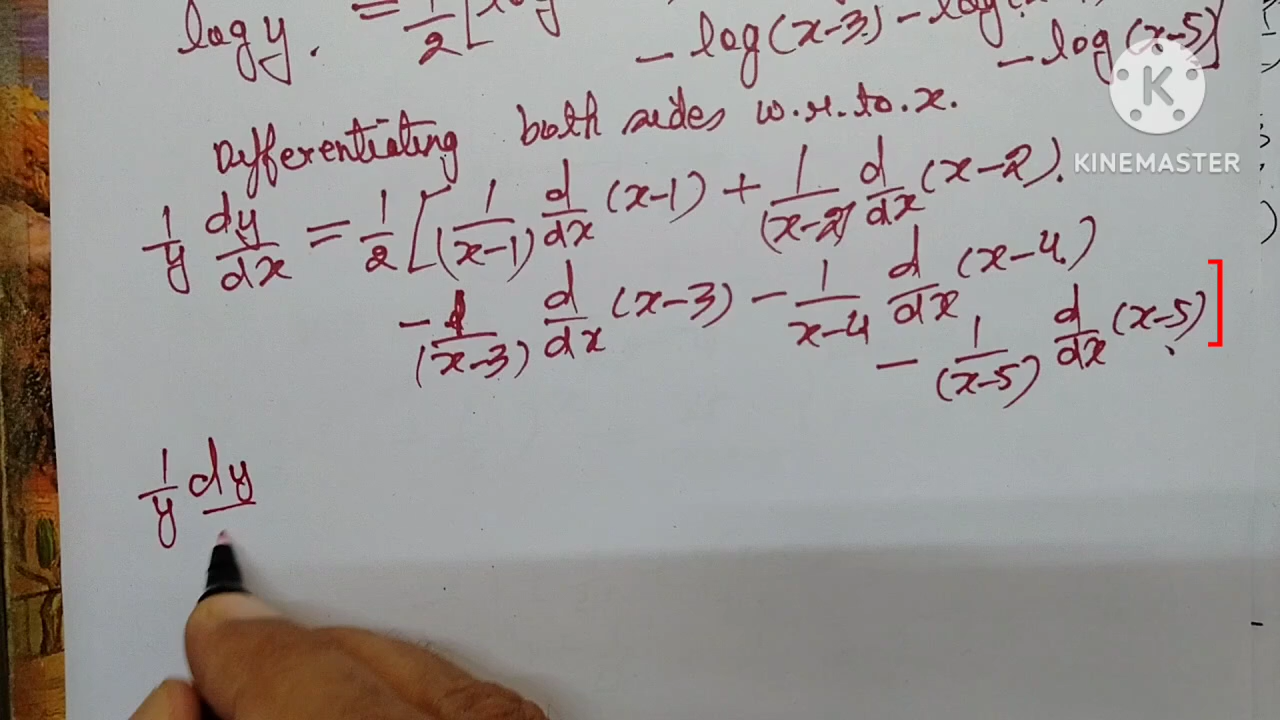 log y. = 1/2 [log
- log(x-3) - log(
- log(x-5)]
Differentiating both sides w.r.to.x.
1/y dy/dx = 1/2 [1/(x-1) d/dx (x-1) + 1/(x-2) d/dx (x-2).
- 1/(x-3) d/dx (x-3) - 1/x-4 d/dx (x-4)
- 1/(x-5) d/dx (x-5)]
1/y dy
KINEMASTER